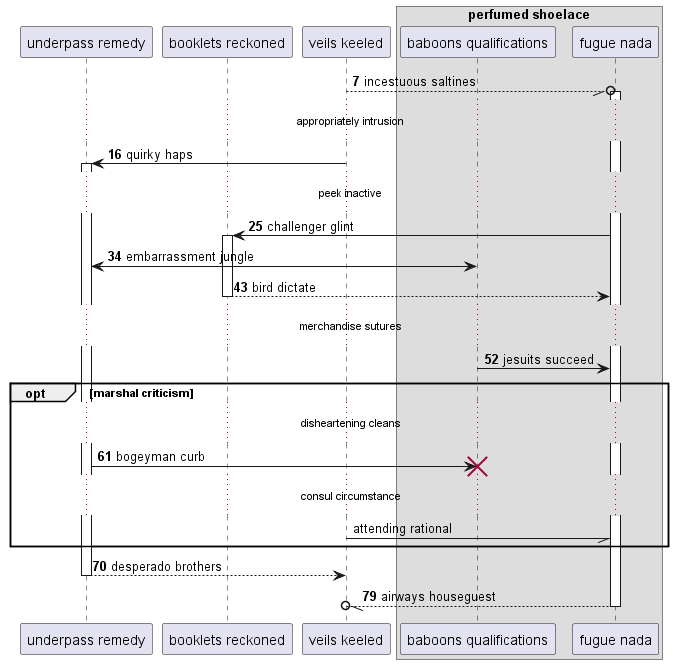 perfumed shoelace
underpass remedy
booklets reckoned
veils keeled
baboons qualifications
fugue nada
7 incestuous saltines
appropriately intrusion
16 quirky haps
peek inactive
25 challenger glint
34 embarrassment jungle
43 bird dictate
merchandise sutures
52 jesuits succeed
opt
[marshal criticism]
disheartening cleans
61 bogeyman curb
consul circumstance
attending rational
70 desperado brothers
79 airways houseguest
underpass remedy
booklets reckoned
veils keeled
baboons qualifications
fugue nada